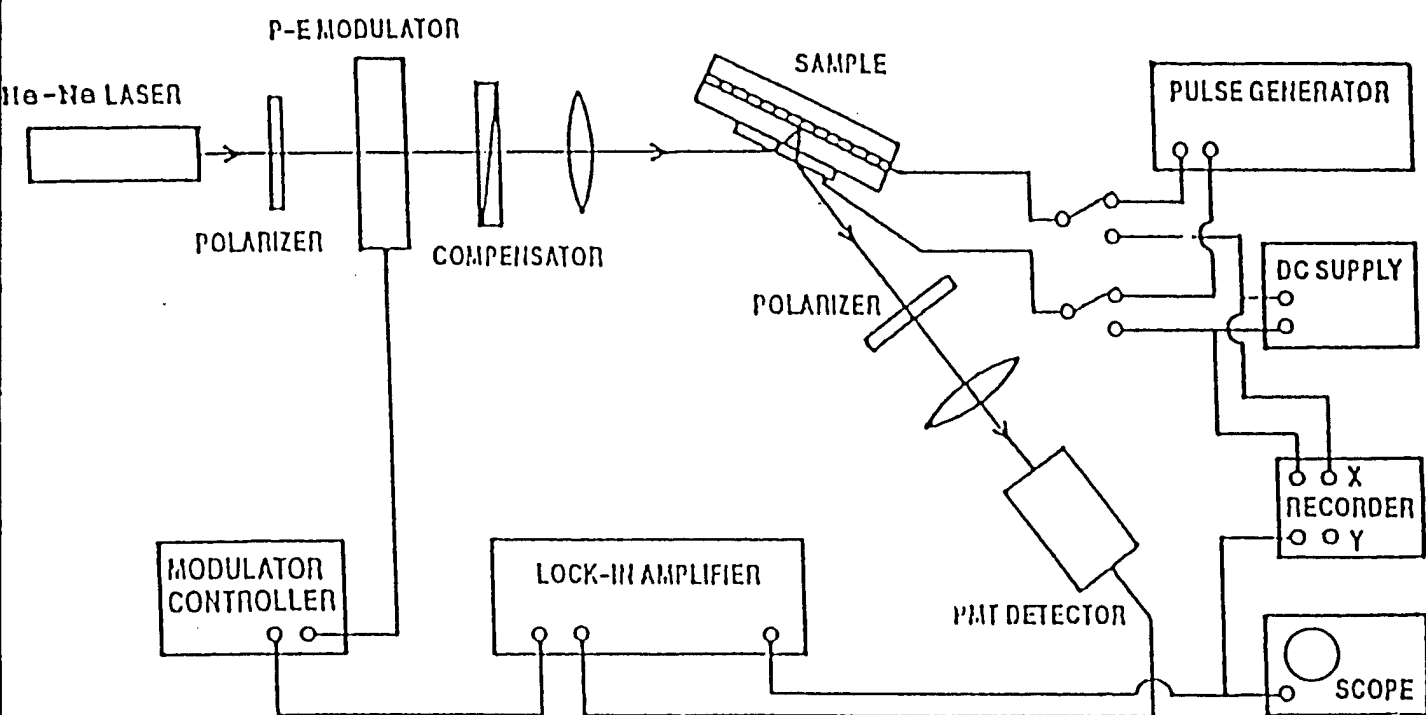 P-E MODULATOR
SAMPLE
He-Ne LASER
PULSE GENERATOR
POLARIZER
COMPENSATOR
DC SUPPLY
POLARIZER
X
RECORDER
Y
MODULATOR
CONTROLLER
LOCK-IN AMPLIFIER
PMT DETECTOR
SCOPE